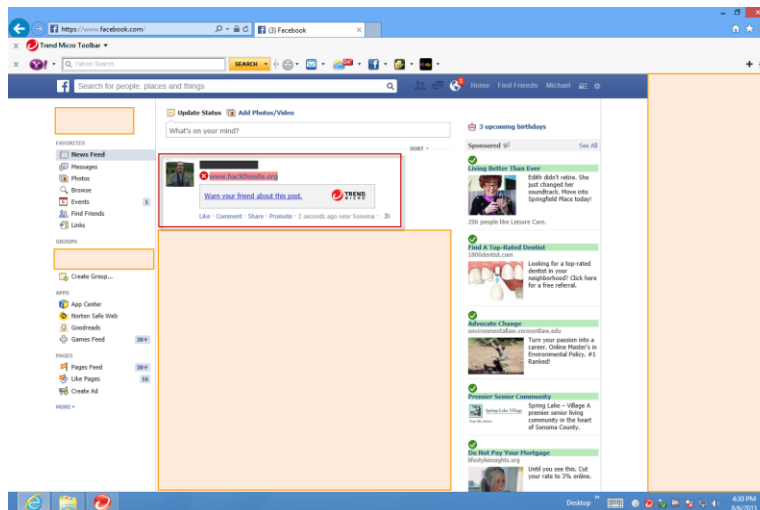 https://www.facebook.com/
(3) Facebook
Trend Micro Toolbar
Yahoo! Search
SEARCH
Search for people, places and things
Home Find Friends Michael
Update Status Add Photos/Video
What's on your mind?
SORT
FAVORITES
News Feed
Messages
Photos
Browse
Events 1
Find Friends
Links
GROUPS
Create Group...
APPS
App Center
Norton Safe Web
Goodreads
Games Feed 20+
PAGES
Pages Feed 20+
Like Pages 16
Create Ad
MORE
www.hackthissite.org
Warn your friend about this post.
TREND MICRO
Like · Comment · Share · Promote · 2 seconds ago near Sonoma ·
3 upcoming birthdays
Sponsored See All
Living Better Than Ever
Edith didn't retire. She
just changed her
soundtrack. Move into
Springfield Place today!
206 people like Leisure Care.
Find A Top-Rated Dentist
1800dentist.com
Looking for a top-rated
dentist in your
neighborhood? Click here
for a free referral.
Advocate Change
environmentallaw.vermontlaw.edu
Turn your passion into a
career. Online Master's in
Environmental Policy. #1
Ranked!
Premier Senior Community
Spring Lake Village
Spring Lake – Village A
premier senior living
community in the heart
of Sonoma County.
Do Not Pay Your Mortgage
lifestyleinsights.org
Until you see this. Cut
your rate to 3% online.
Desktop
4:30 PM
8/6/2013